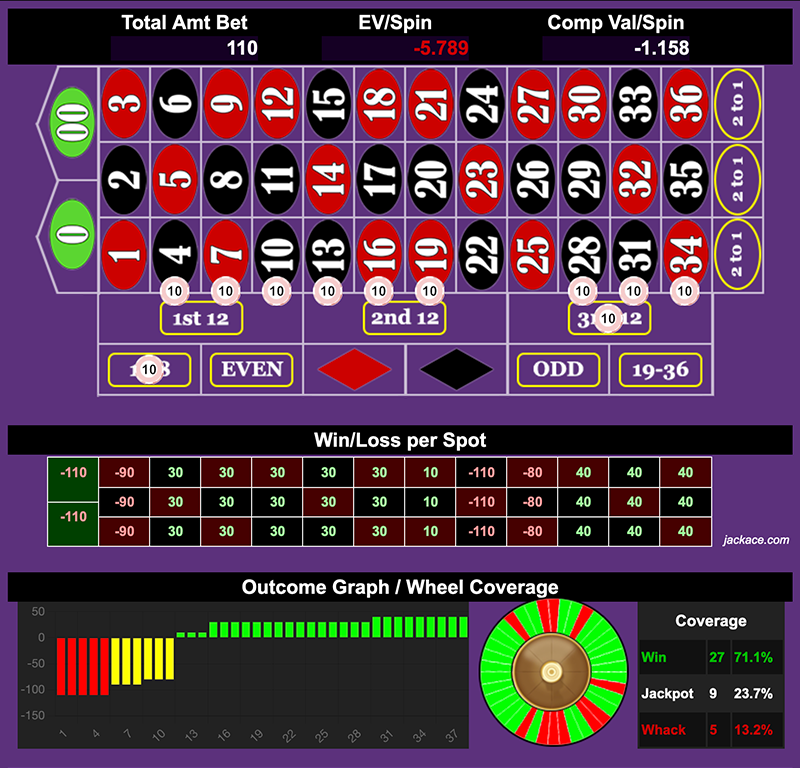 Total Amt Bet EV/Spin Comp Val/Spin
110 -5.789 -1.158
00 3 6 9 12 15 18 21 24 27 30 33 36 2 to 1
2 5 8 11 14 17 20 23 26 29 32 35 2 to 1
0 1 4 7 10 13 16 19 22 25 28 31 34 2 to 1
10 10 10 10 10 10 10 10 10
1st 12 2nd 12 10 12
10 EVEN ODD 19-36
Win/Loss per Spot
-110 -90 30 30 30 30 30 10 -110 -80 40 40 40
-90 30 30 30 30 30 10 -110 -80 40 40 40
-110 -90 30 30 30 30 30 10 -110 -80 40 40 40
jackace.com
Outcome Graph / Wheel Coverage
50
0
-50
-100
-150
1 4 7 10 13 16 19 22 25 28 31 34 37
Coverage
Win 27 71.1%
Jackpot 9 23.7%
Whack 5 13.2%